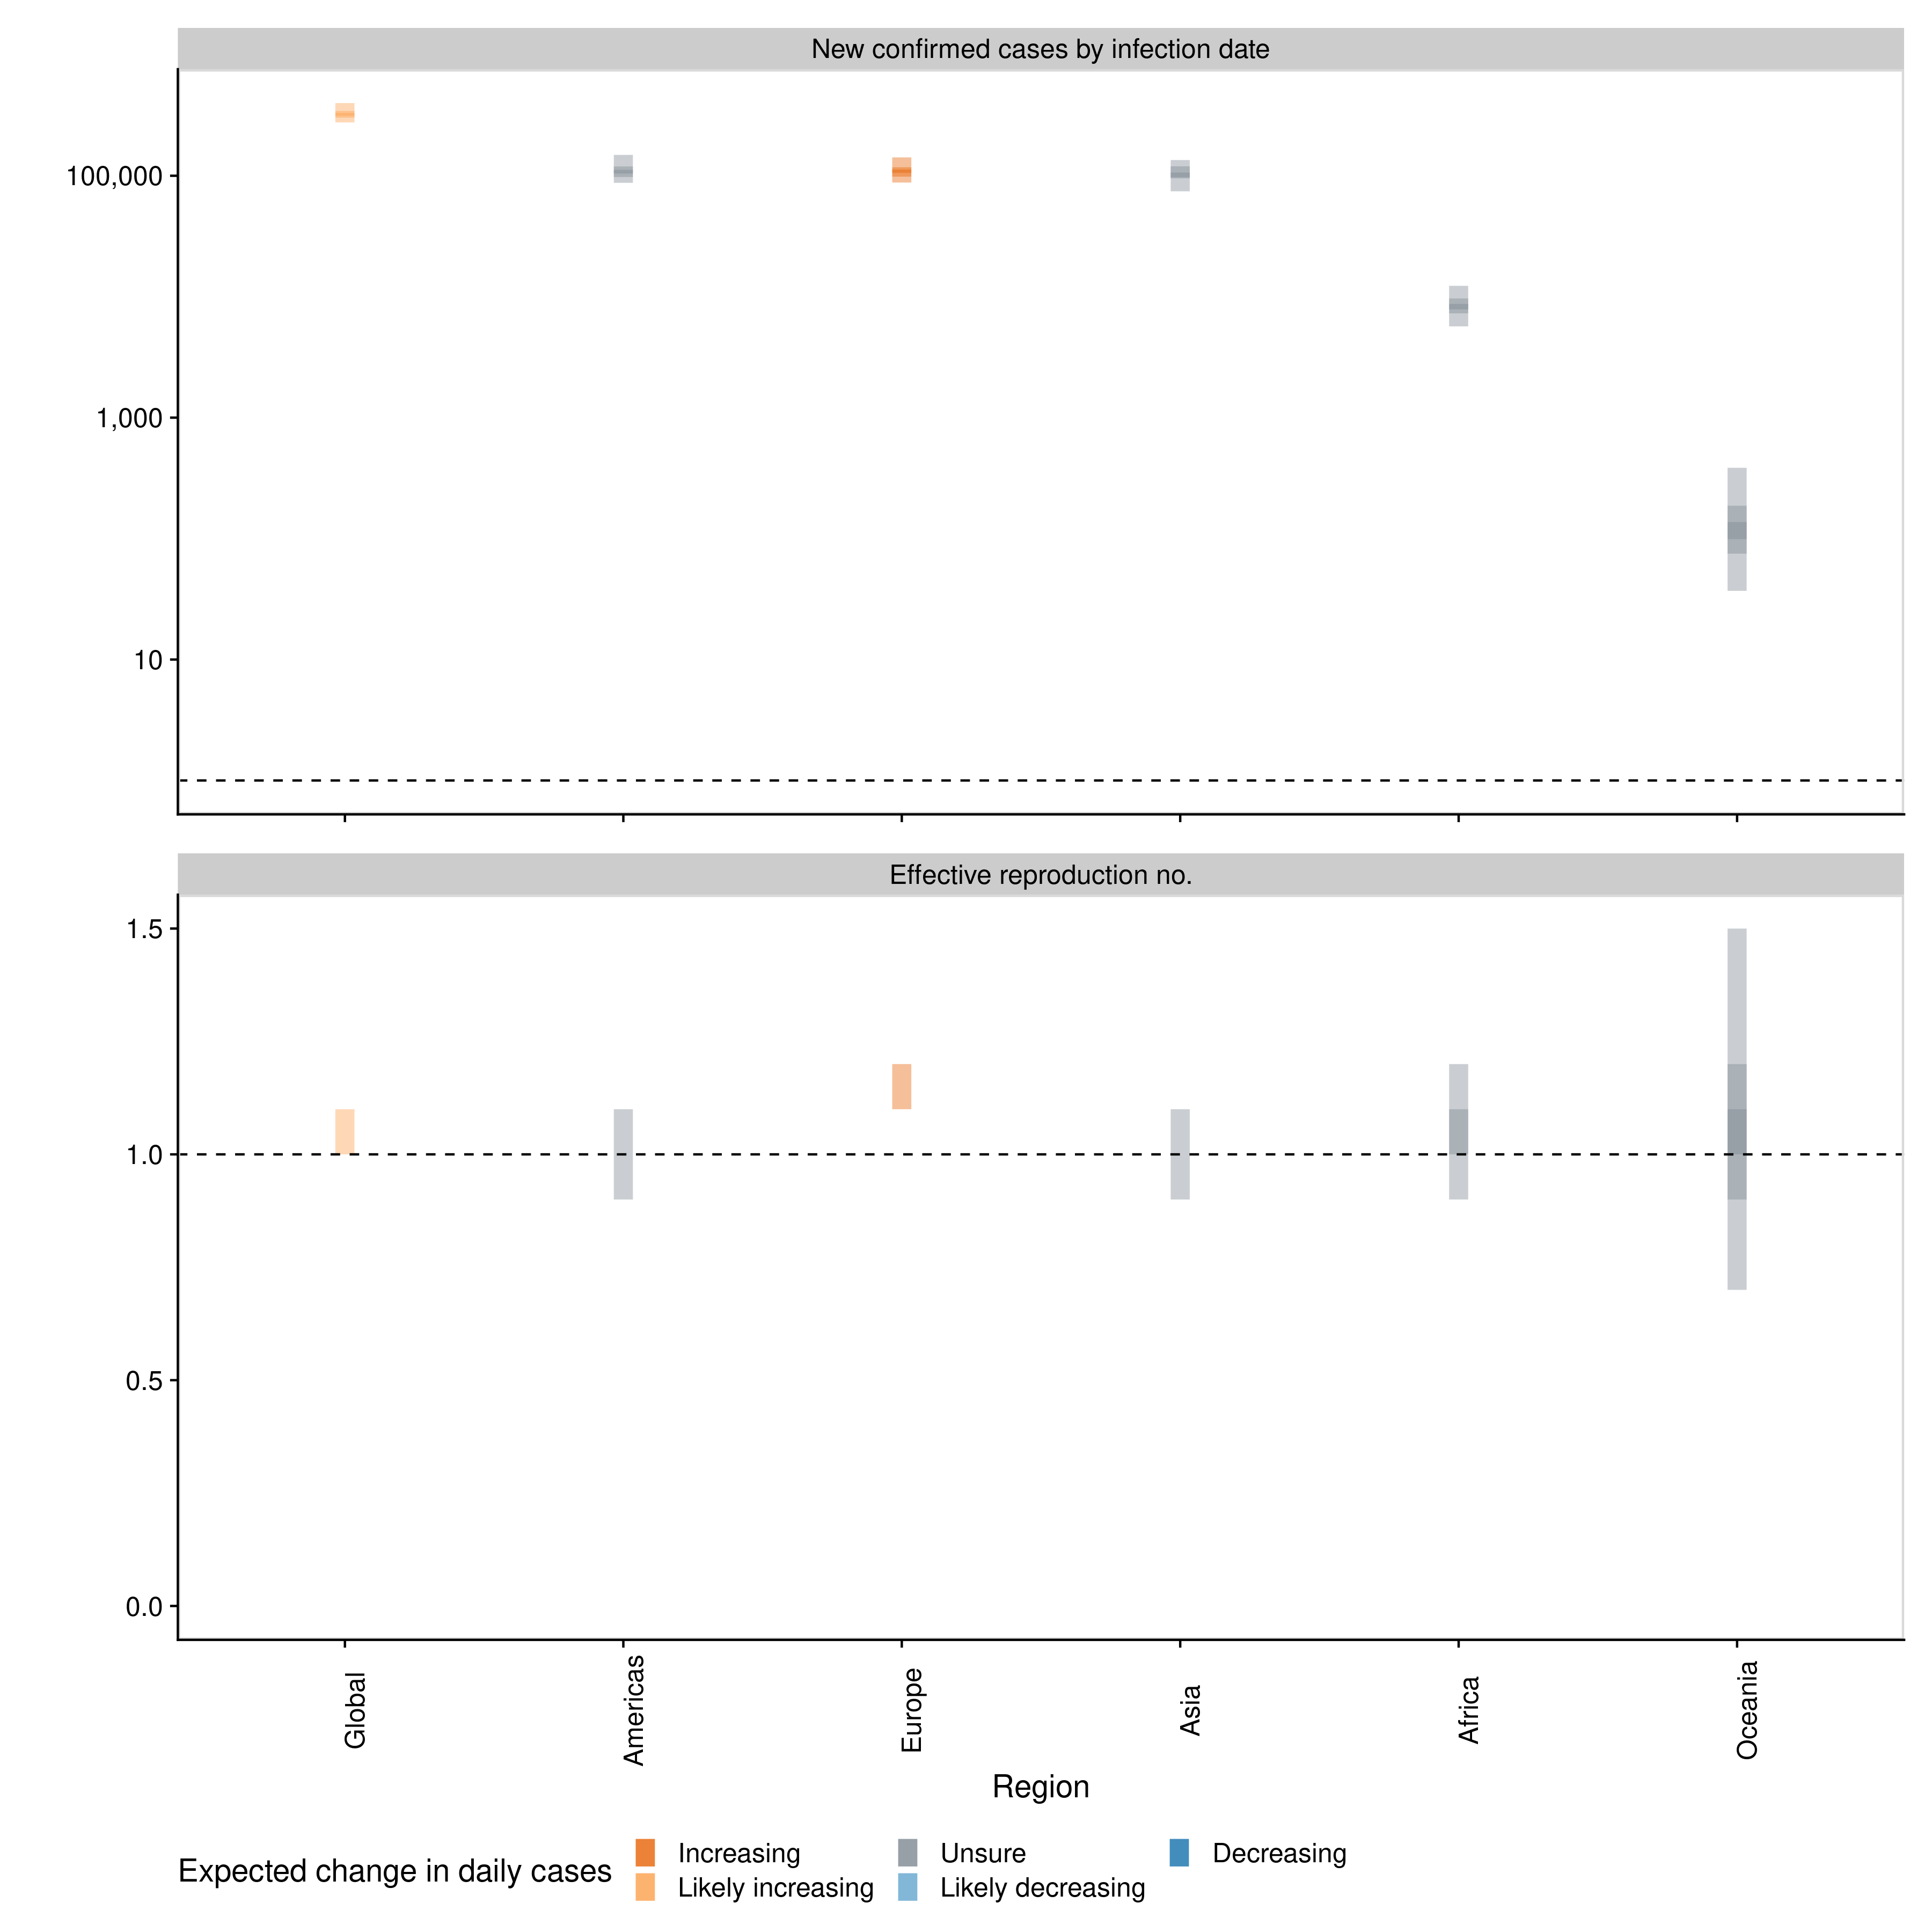 New confirmed cases by infection date
100,000
1,000
10
Effective reproduction no.
1.5
1.0
0.5
0.0
Global
Americas
Europe
Asia
Africa
Oceania
Region
Expected change in daily cases
Increasing
Unsure
Decreasing
Likely increasing
Likely decreasing